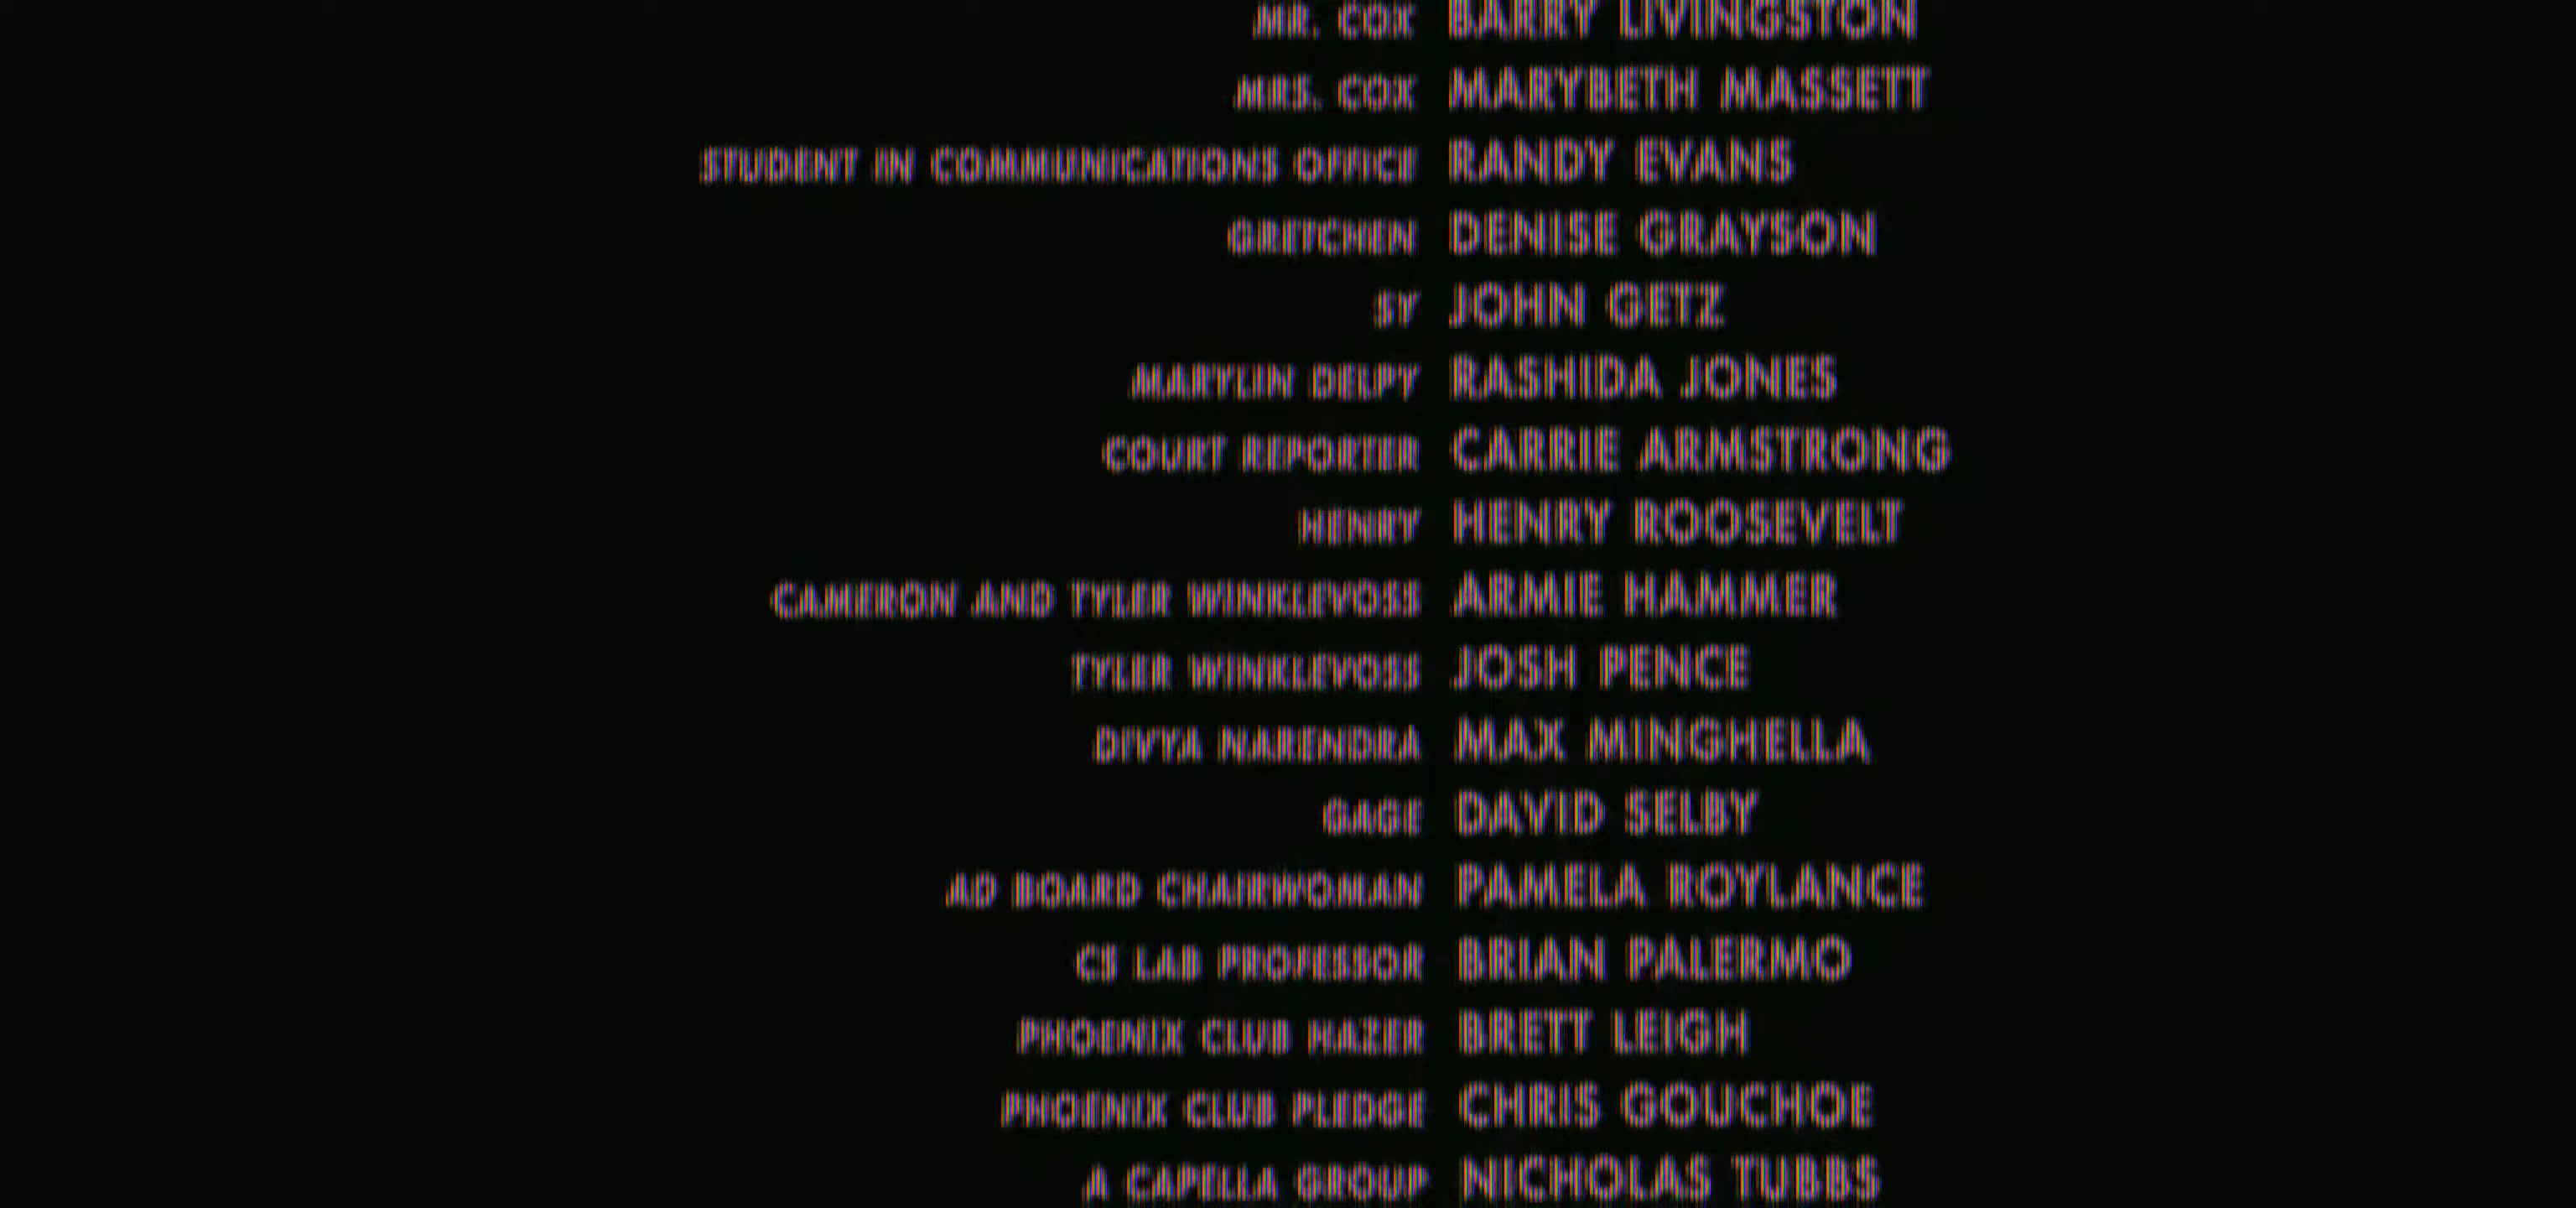 MR. COX BARRY LIVINGSTON
MRS. COX MARYBETH MASSETT
STUDENT IN COMMUNICATIONS OFFICE RANDY EVANS
GRETCHEN DENISE GRAYSON
SY JOHN GETZ
MARYLIN DELPY RASHIDA JONES
COURT REPORTER CARRIE ARMSTRONG
HENRY HENRY ROOSEVELT
CAMERON AND TYLER WINKLEVOSS ARMIE HAMMER
TYLER WINKLEVOSS JOSH PENCE
DIVYA NARENDRA MAX MINGHELLA
GAGE DAVID SELBY
AD BOARD CHAIRWOMAN PAMELA ROYLANCE
CS LAB PROFESSOR BRIAN PALERMO
PHOENIX CLUB HAZER BRETT LEIGH
PHOENIX CLUB PLEDGE CHRIS GOUCHOE
A CAPELLA GROUP NICHOLAS TUBBS